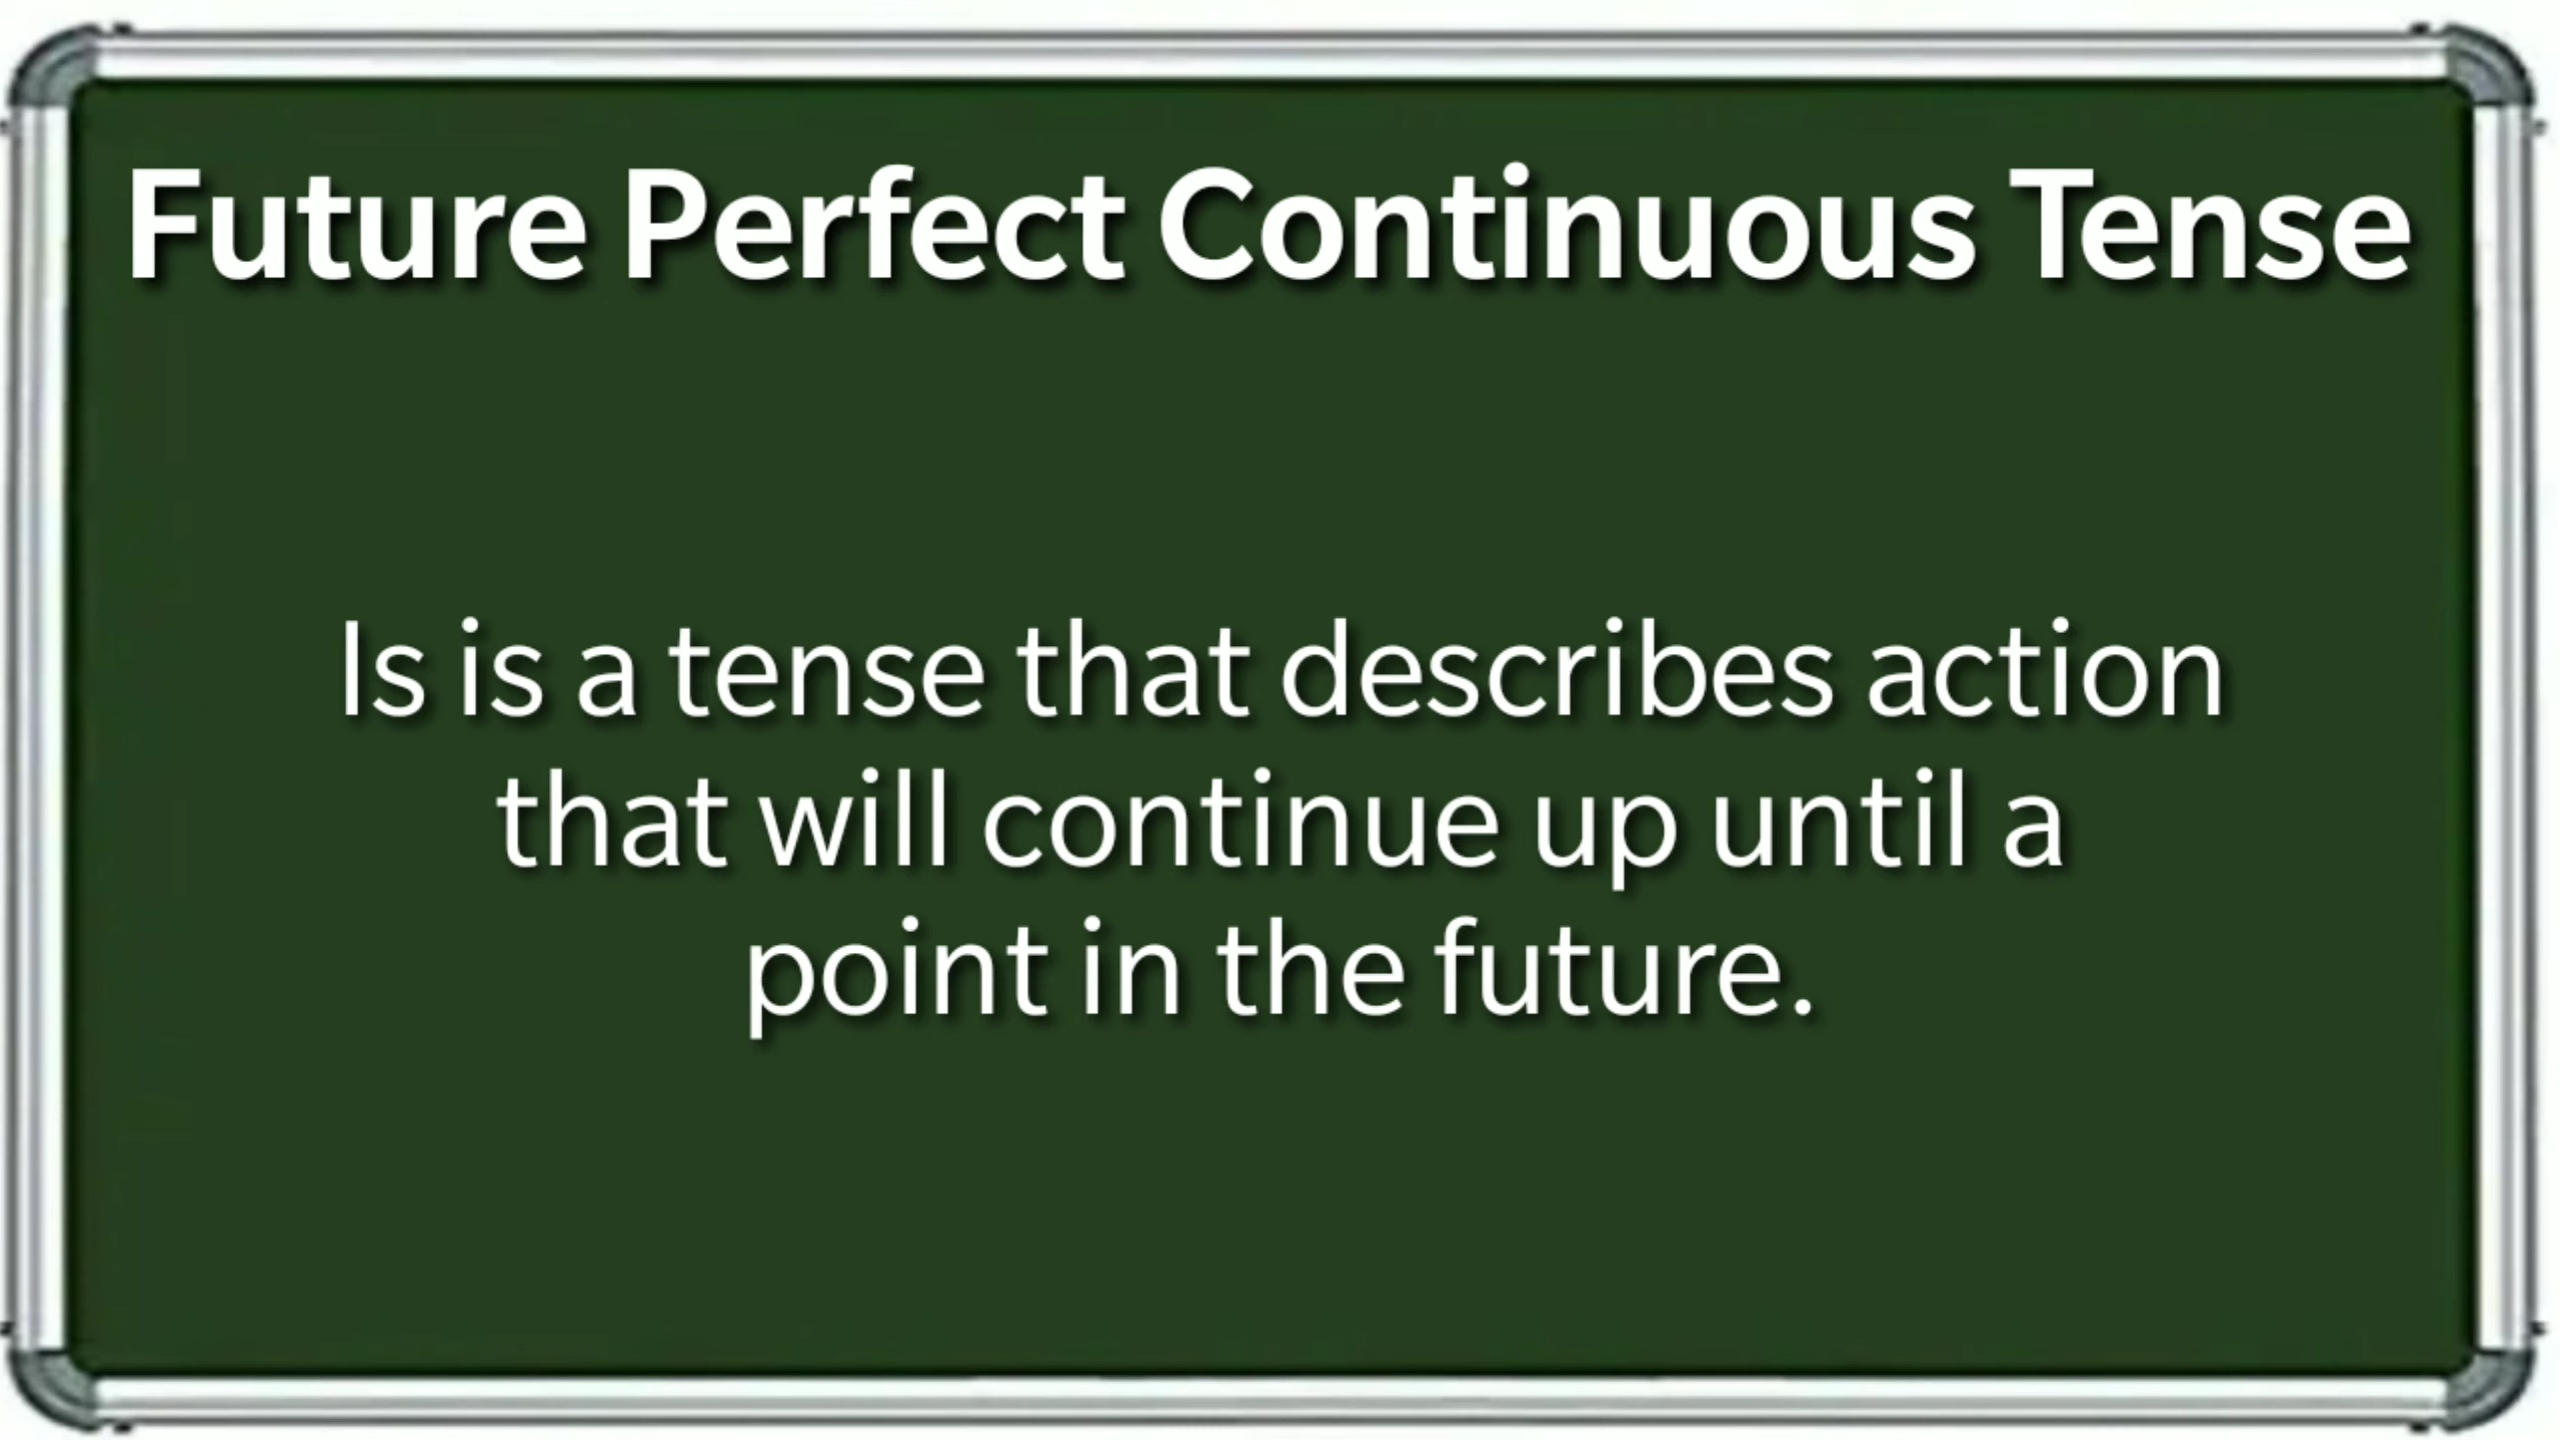 Future Perfect Continuous Tense
Is is a tense that describes action
that will continue up until a
point in the future.